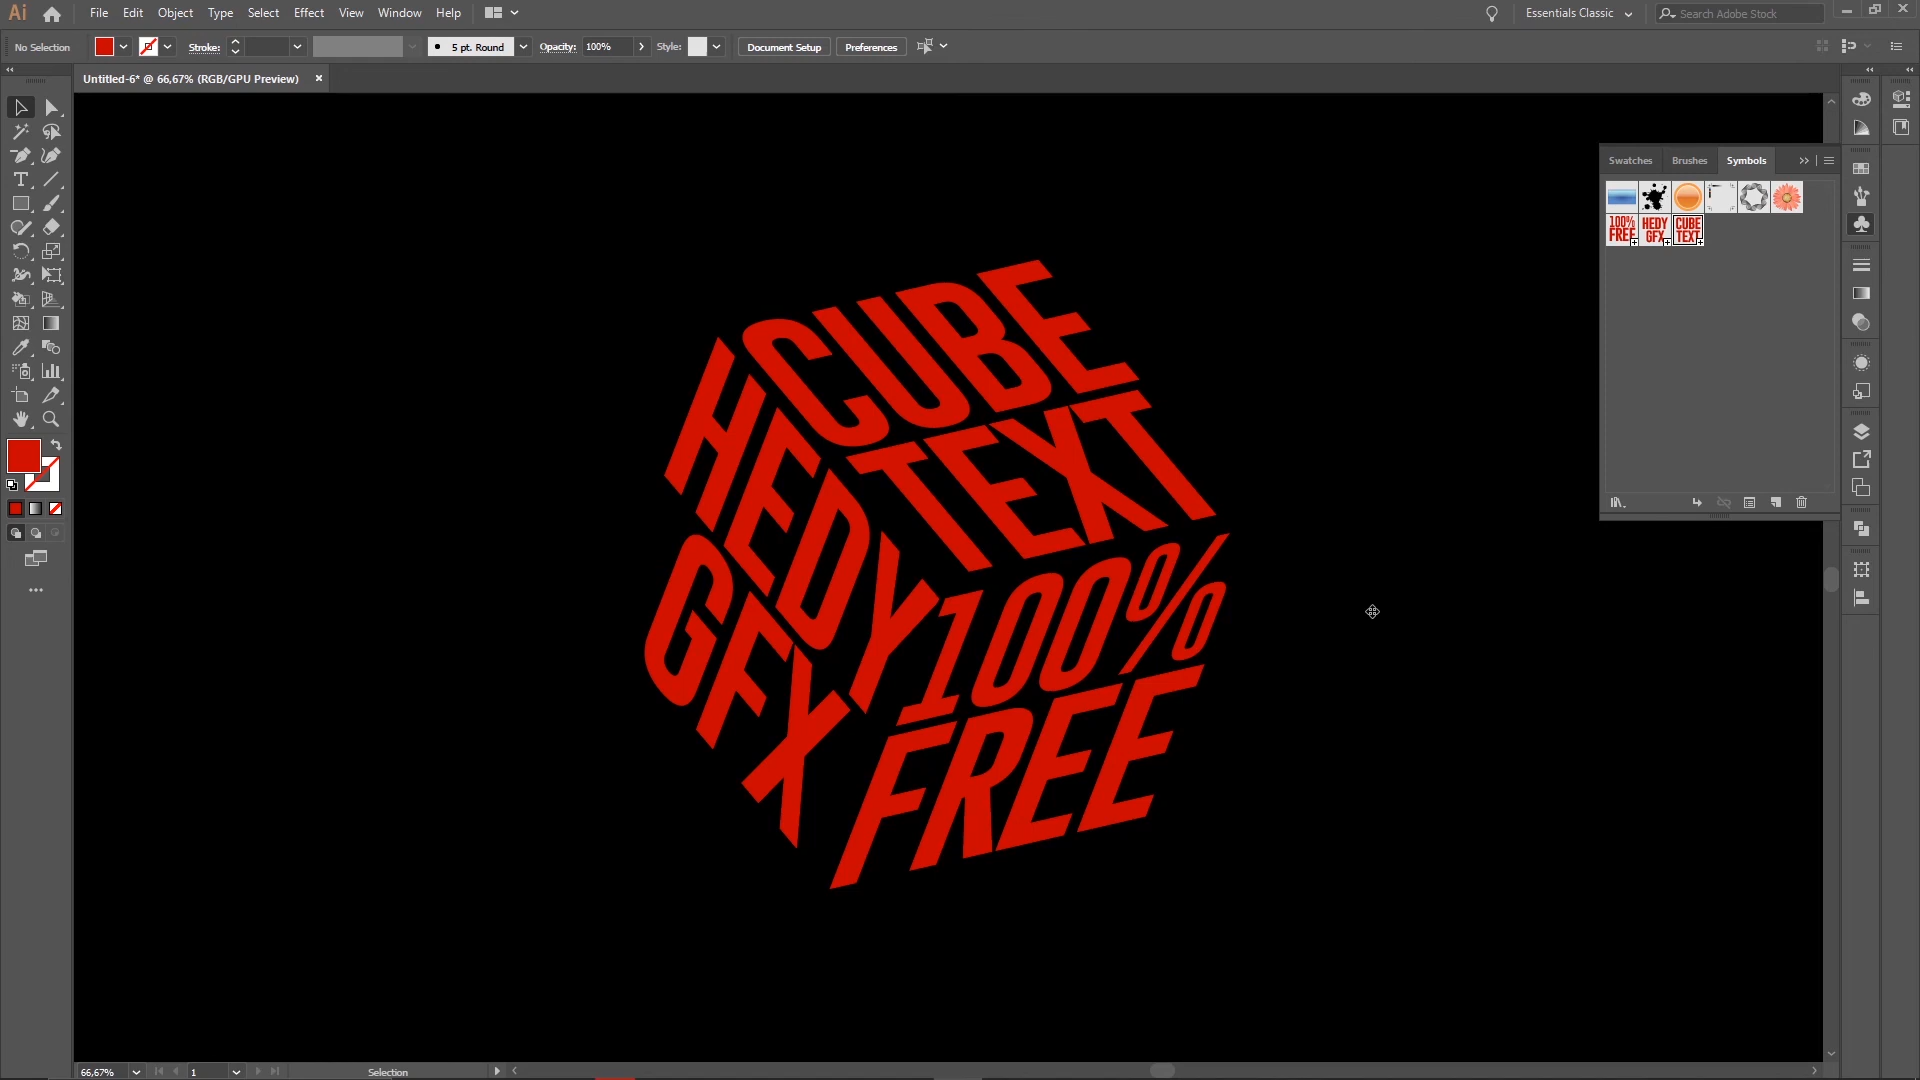 Ai File Edit Object Type Select Effect View Window Help Essentials Classic Search Adobe Stock
No Selection Stroke: 5 pt. Round Opacity: 100% Style: Document Setup Preferences
Untitled-6* @ 66,67% (RGB/GPU Preview)
Swatches Brushes Symbols
100%
FREE
HEDY
GFX
CUBE
TEXT
CUBE
TEXT
HEDY
GFX
100%
FREE
66,67% 1 Selection